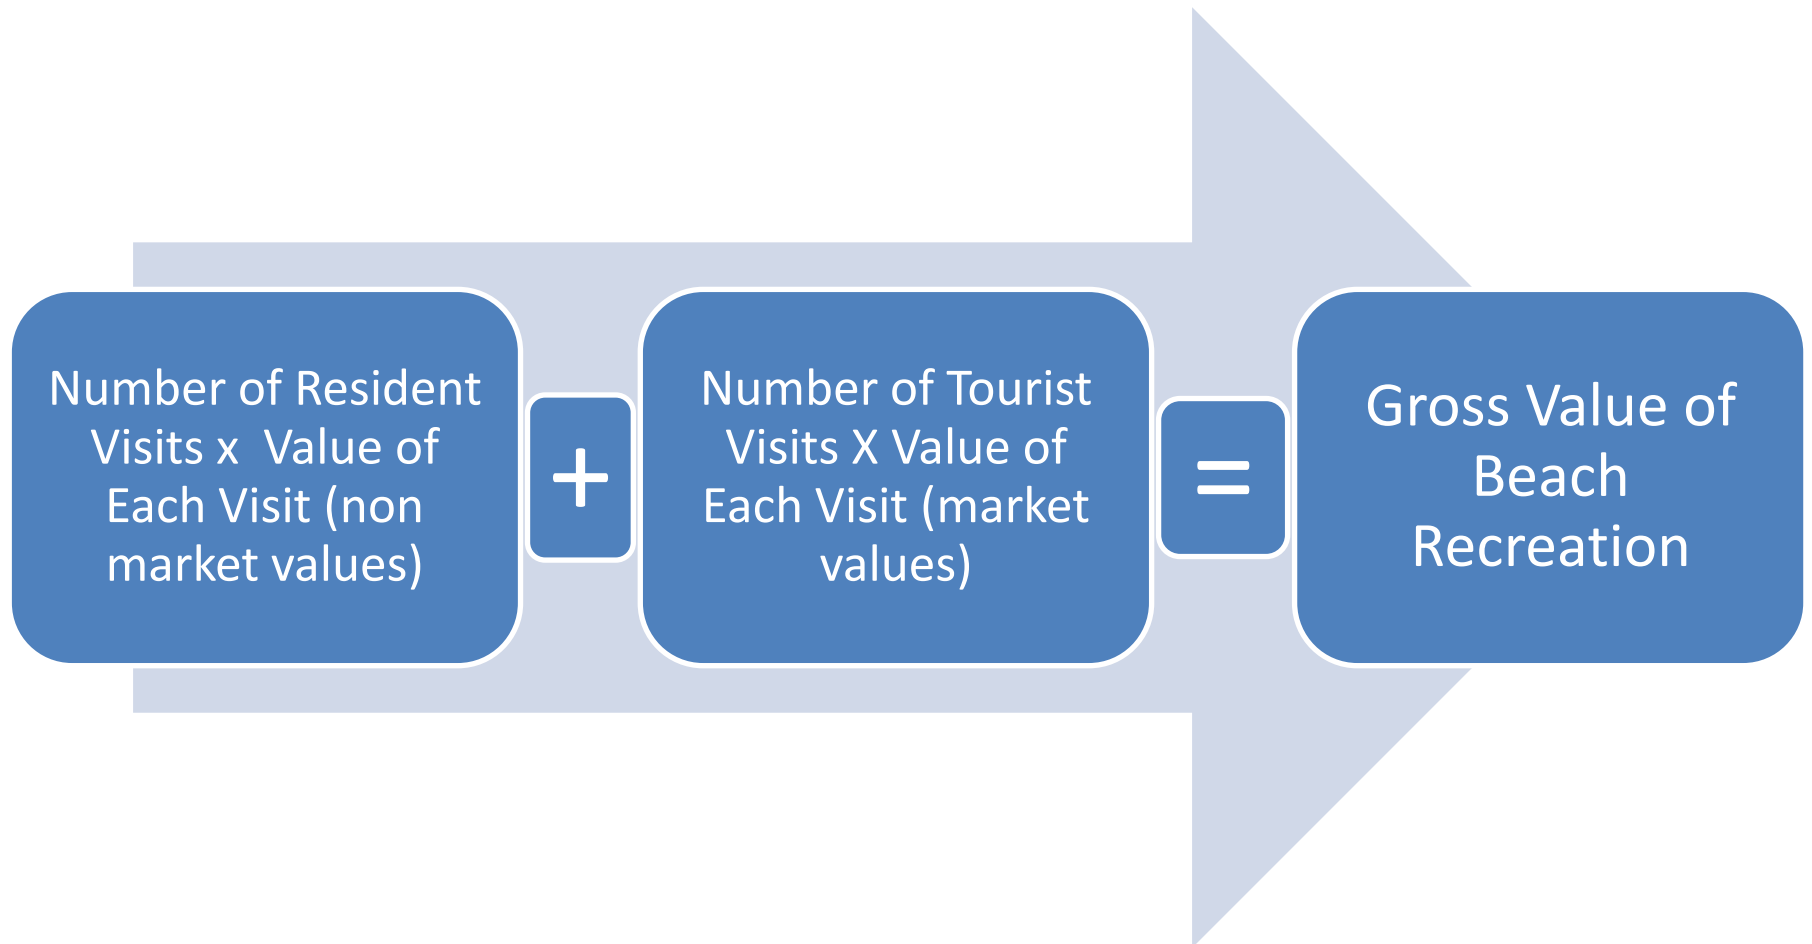 Number of Resident
Visits x  Value of
Each Visit (non
market values)
+
Number of Tourist
Visits X Value of
Each Visit (market
values)
=
Gross Value of
Beach
Recreation